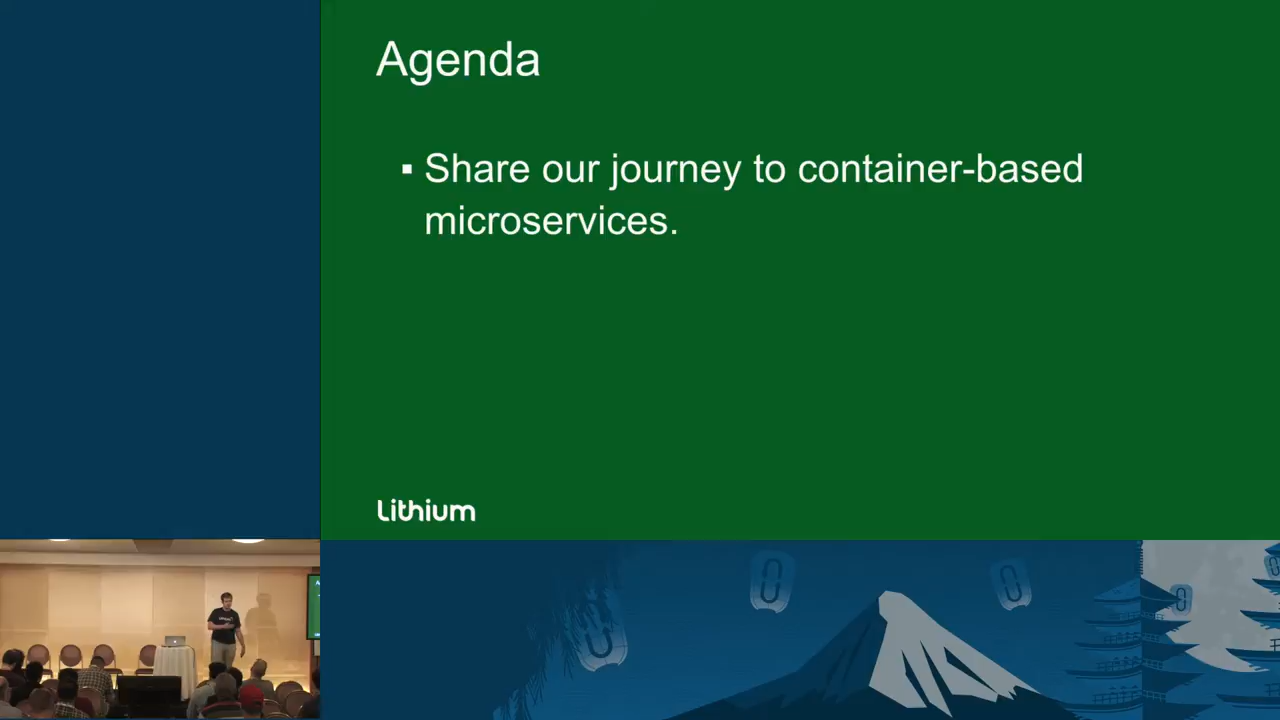 Agenda
▪ Share our journey to container-based
microservices.
Lithium